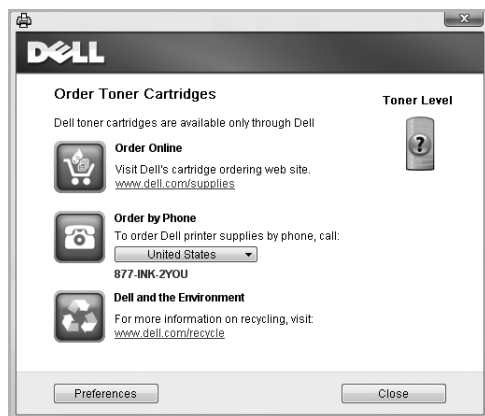 DELL
Order Toner Cartridges
Toner Level
Dell toner cartridges are available only through Dell
?
Order Online
Visit Dell's cartridge ordering web site.
www.dell.com/supplies
Order by Phone
To order Dell printer supplies by phone, call:
United States
877-INK-2YOU
Dell and the Environment
For more information on recycling, visit:
www.dell.com/recycle
Preferences
Close